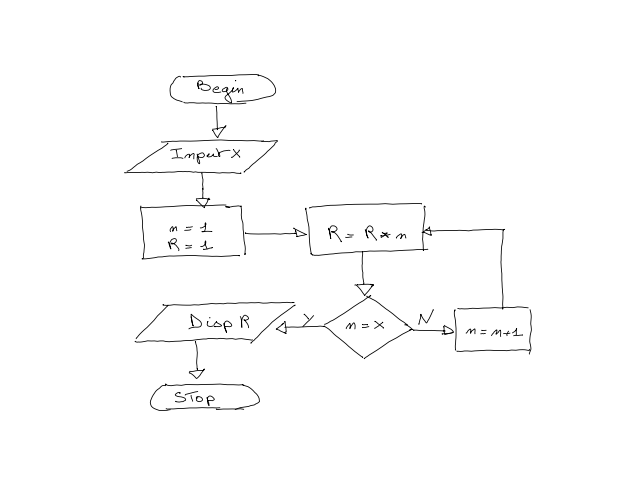 Begin
Input X
n = 1
R = 1
R = R * n
n = X
Y
N
n = n+1
Disp R
STop